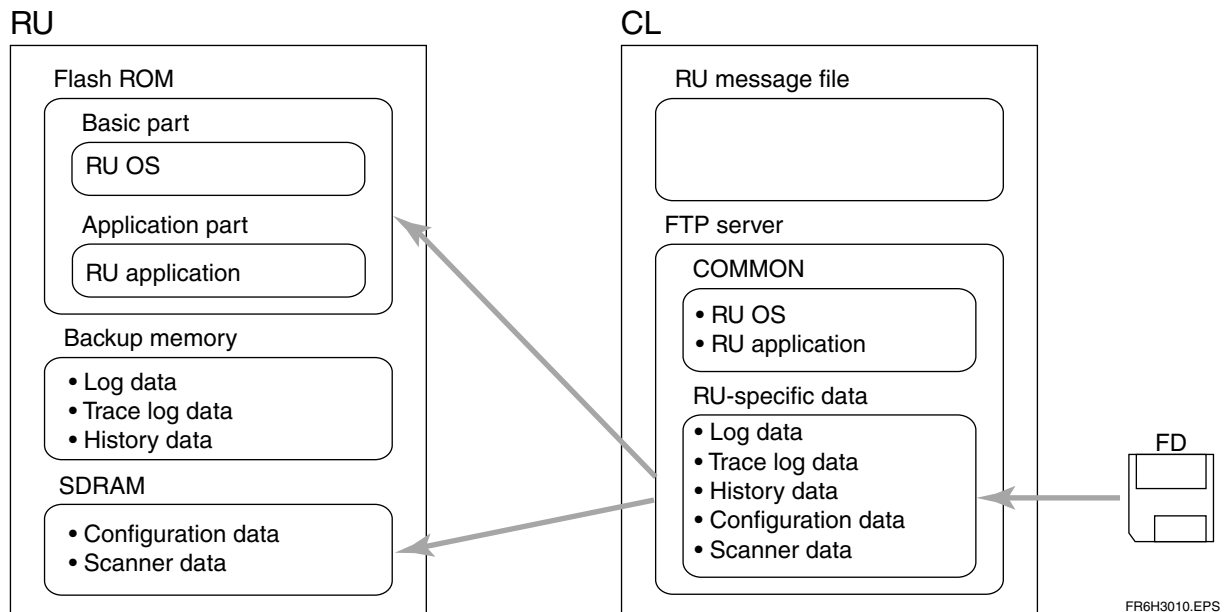 RU
Flash ROM
Basic part
RU OS
Application part
RU application
Backup memory
• Log data
• Trace log data
• History data
SDRAM
• Configuration data
• Scanner data
CL
RU message file
FTP server
COMMON
• RU OS
• RU application
RU-specific data
• Log data
• Trace log data
• History data
• Configuration data
• Scanner data
FD
FR6H3010.EPS